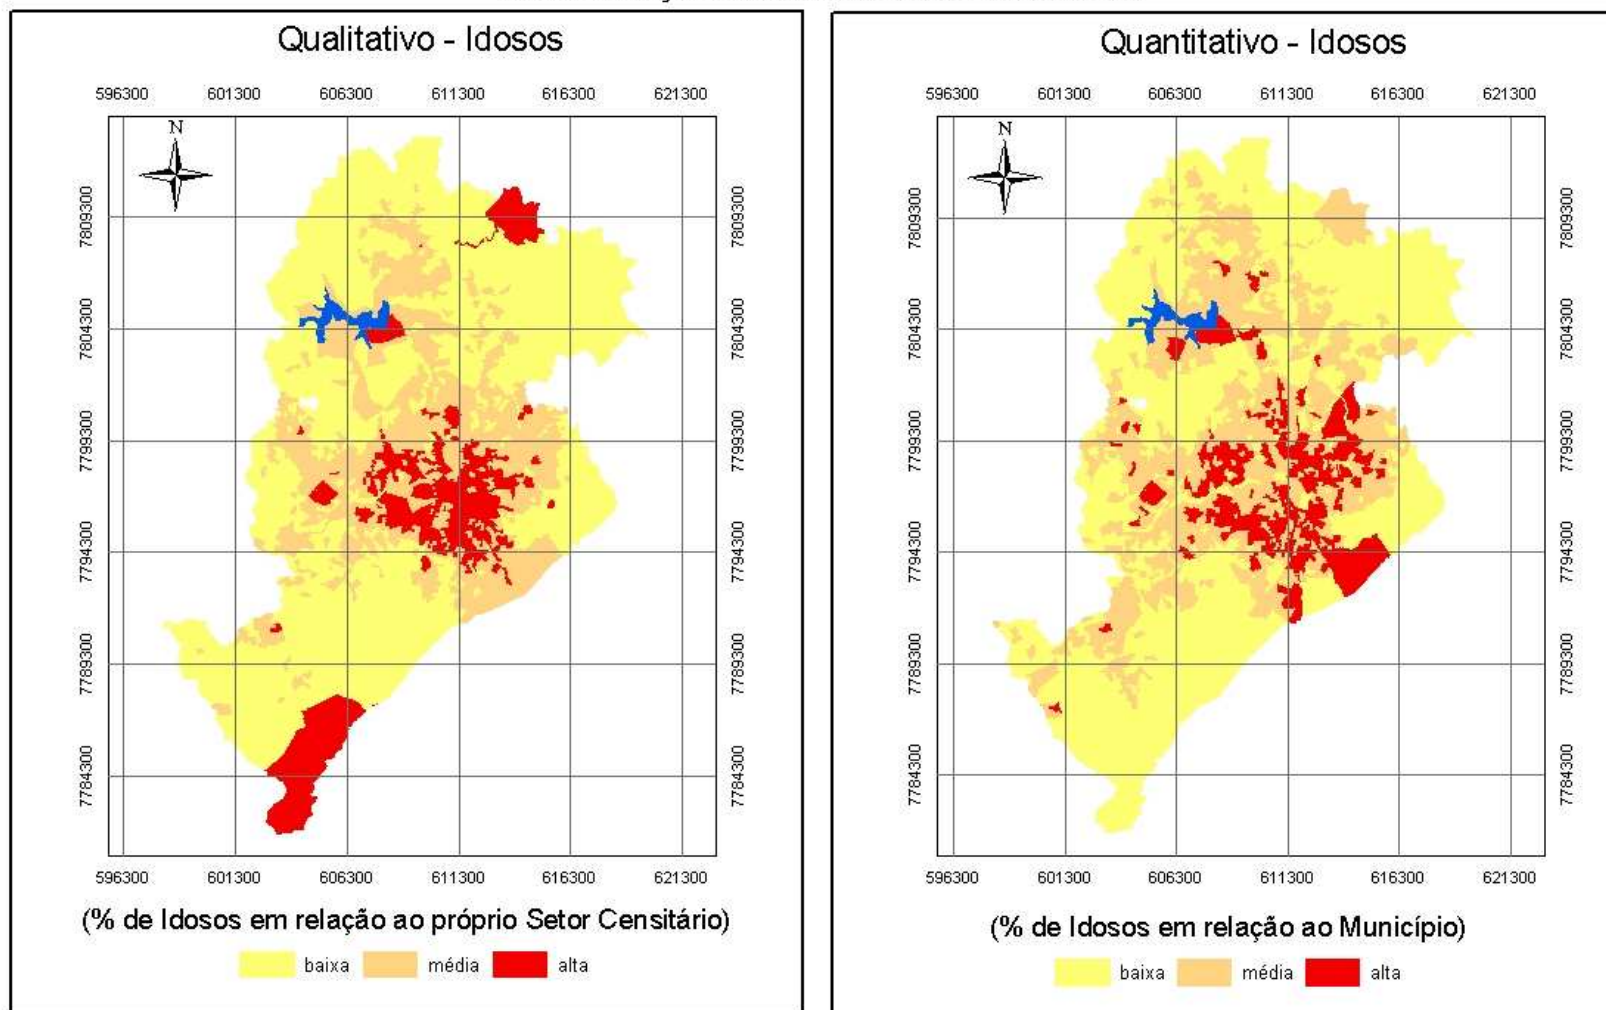 Qualitativo - Idosos
596300 601300 606300 611300 616300 621300
N
7809300 7809300
7804300 7804300
7799300 7799300
7794300 7794300
7789300 7789300
7784300 7784300
596300 601300 606300 611300 616300 621300
(% de Idosos em relação ao próprio Setor Censitário)
baixa média alta
Quantitativo - Idosos
596300 601300 606300 611300 616300 621300
N
7809300 7809300
7804300 7804300
7799300 7799300
7794300 7794300
7789300 7789300
7784300 7784300
596300 601300 606300 611300 616300 621300
(% de Idosos em relação ao Município)
baixa média alta